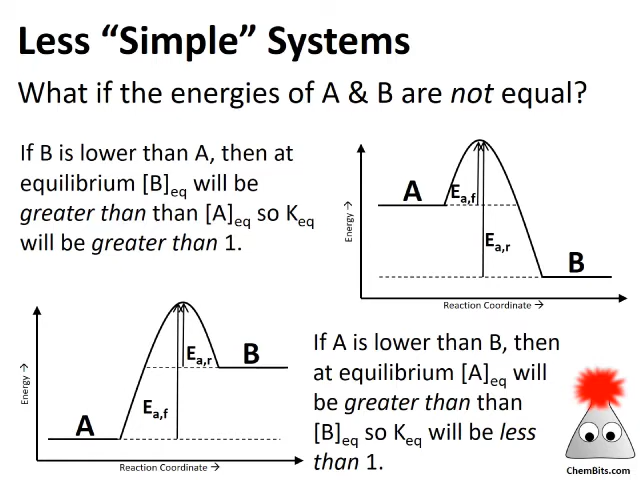 Less “Simple” Systems
What if the energies of A & B are not equal?
If B is lower than A, then at
equilibrium [B]eq will be
greater than than [A]eq so Keq
will be greater than 1.
A
Ea,f
Ea,r
B
Energy →
Reaction Coordinate →
Ea,r
B
Ea,f
A
Energy →
Reaction Coordinate →
If A is lower than B, then
at equilibrium [A]eq will
be greater than than
[B]eq so Keq will be less
than 1.
ChemBits.com